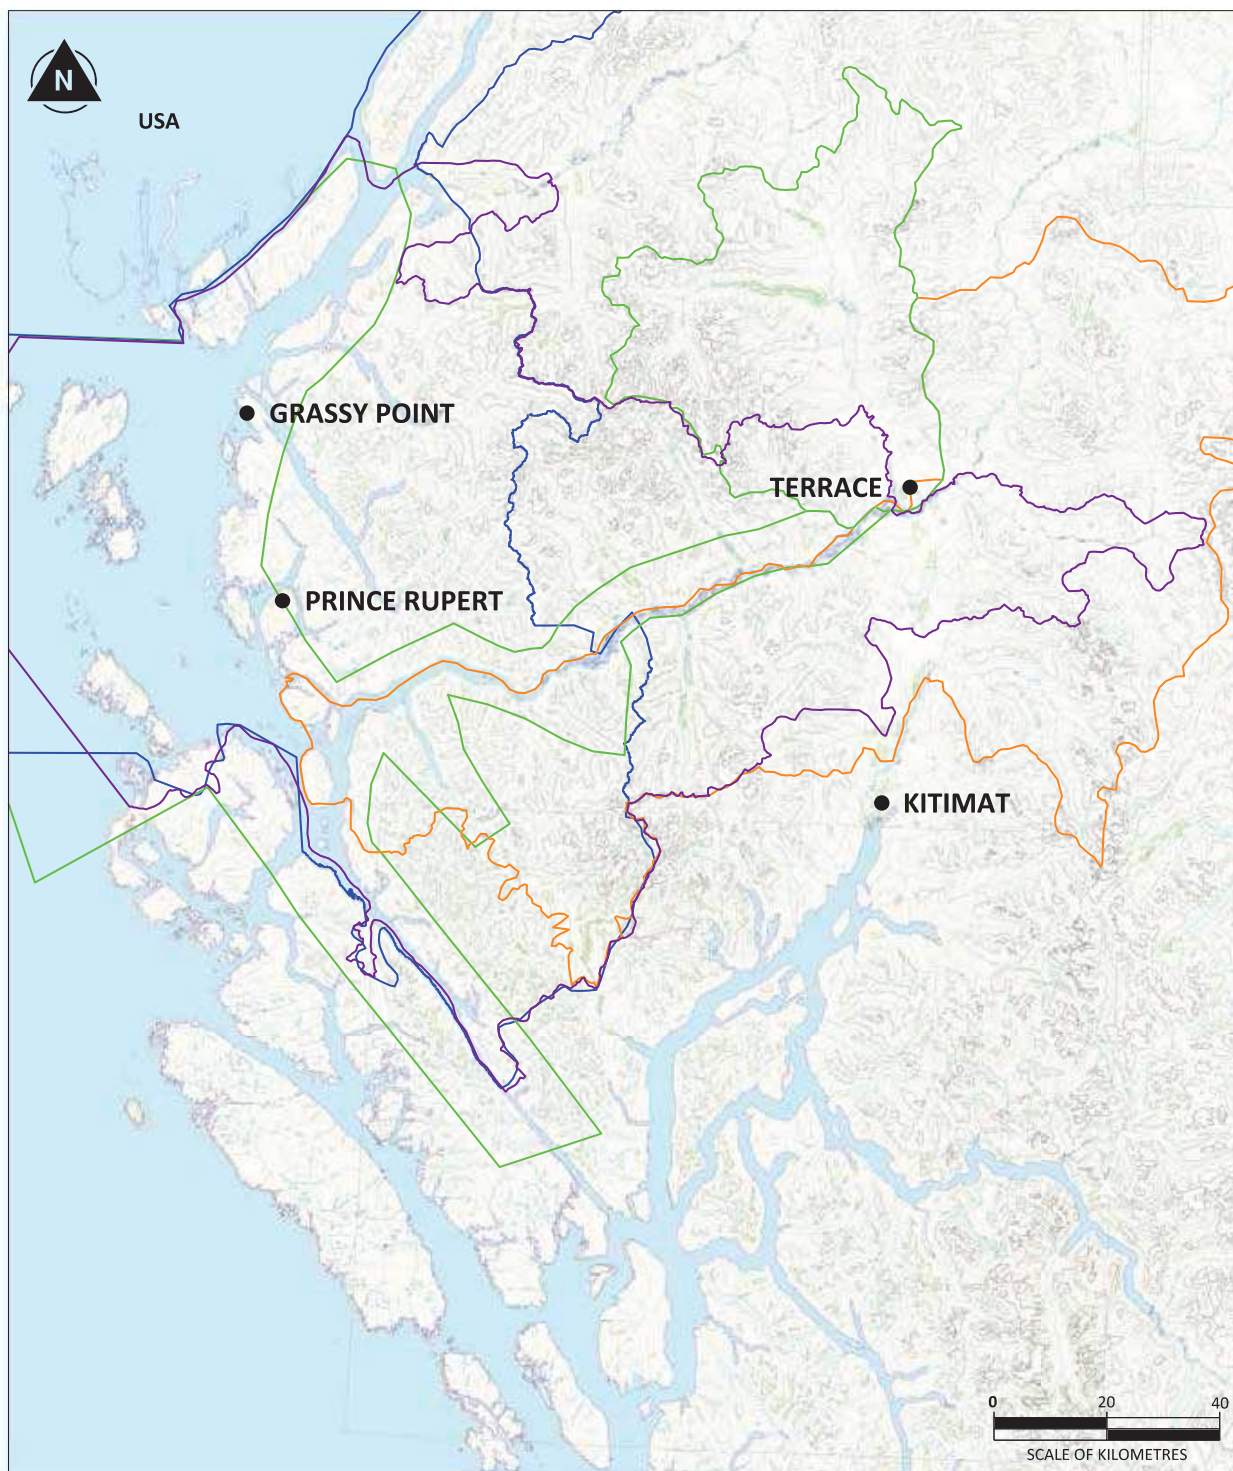 N
USA
GRASSY POINT
TERRACE
PRINCE RUPERT
KITIMAT
0 20 40
SCALE OF KILOMETRES